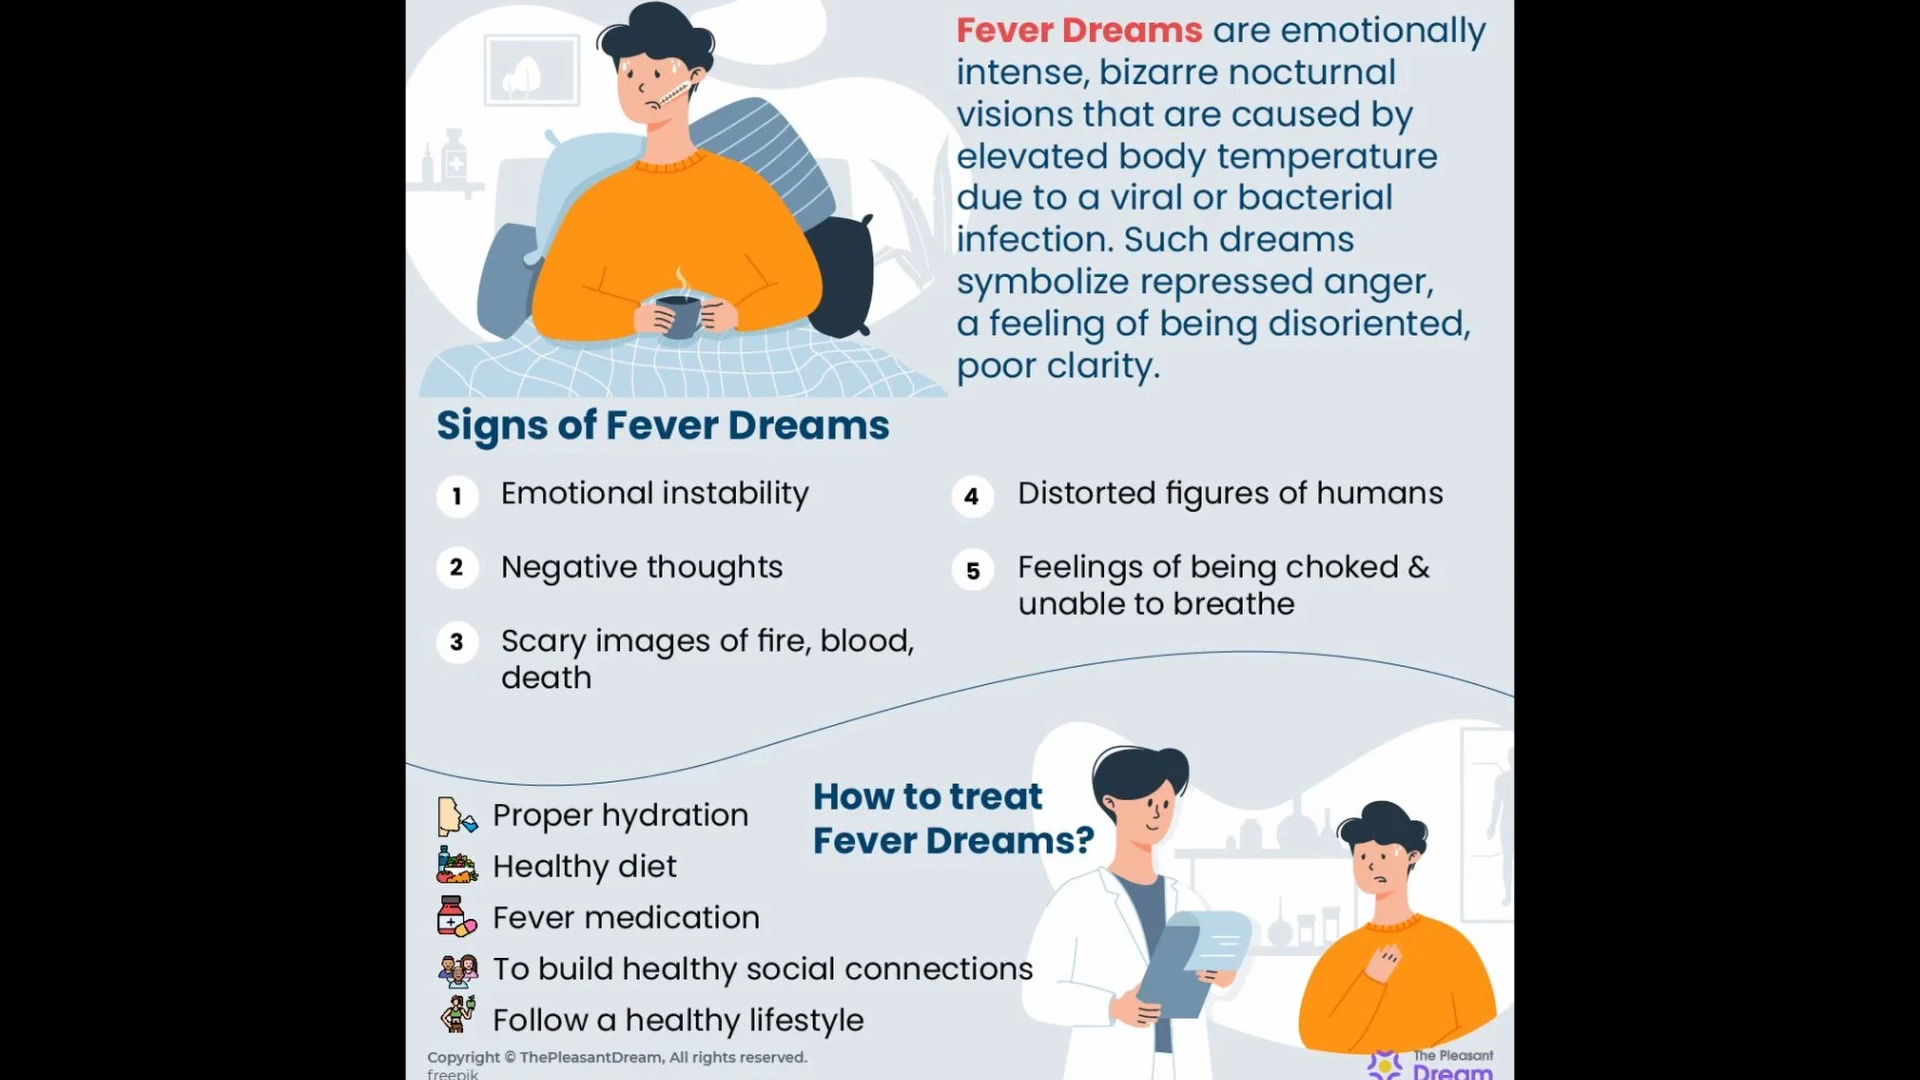 Fever Dreams are emotionally
intense, bizarre nocturnal
visions that are caused by
elevated body temperature
due to a viral or bacterial
infection. Such dreams
symbolize repressed anger,
a feeling of being disoriented,
poor clarity.
Signs of Fever Dreams
1 Emotional instability
2 Negative thoughts
3 Scary images of fire, blood,
death
4 Distorted figures of humans
5 Feelings of being choked &
unable to breathe
How to treat
Fever Dreams?
Proper hydration
Healthy diet
Fever medication
To build healthy social connections
Follow a healthy lifestyle
Copyright © ThePleasantDream, All rights reserved.
freepik
The Pleasant
Dream